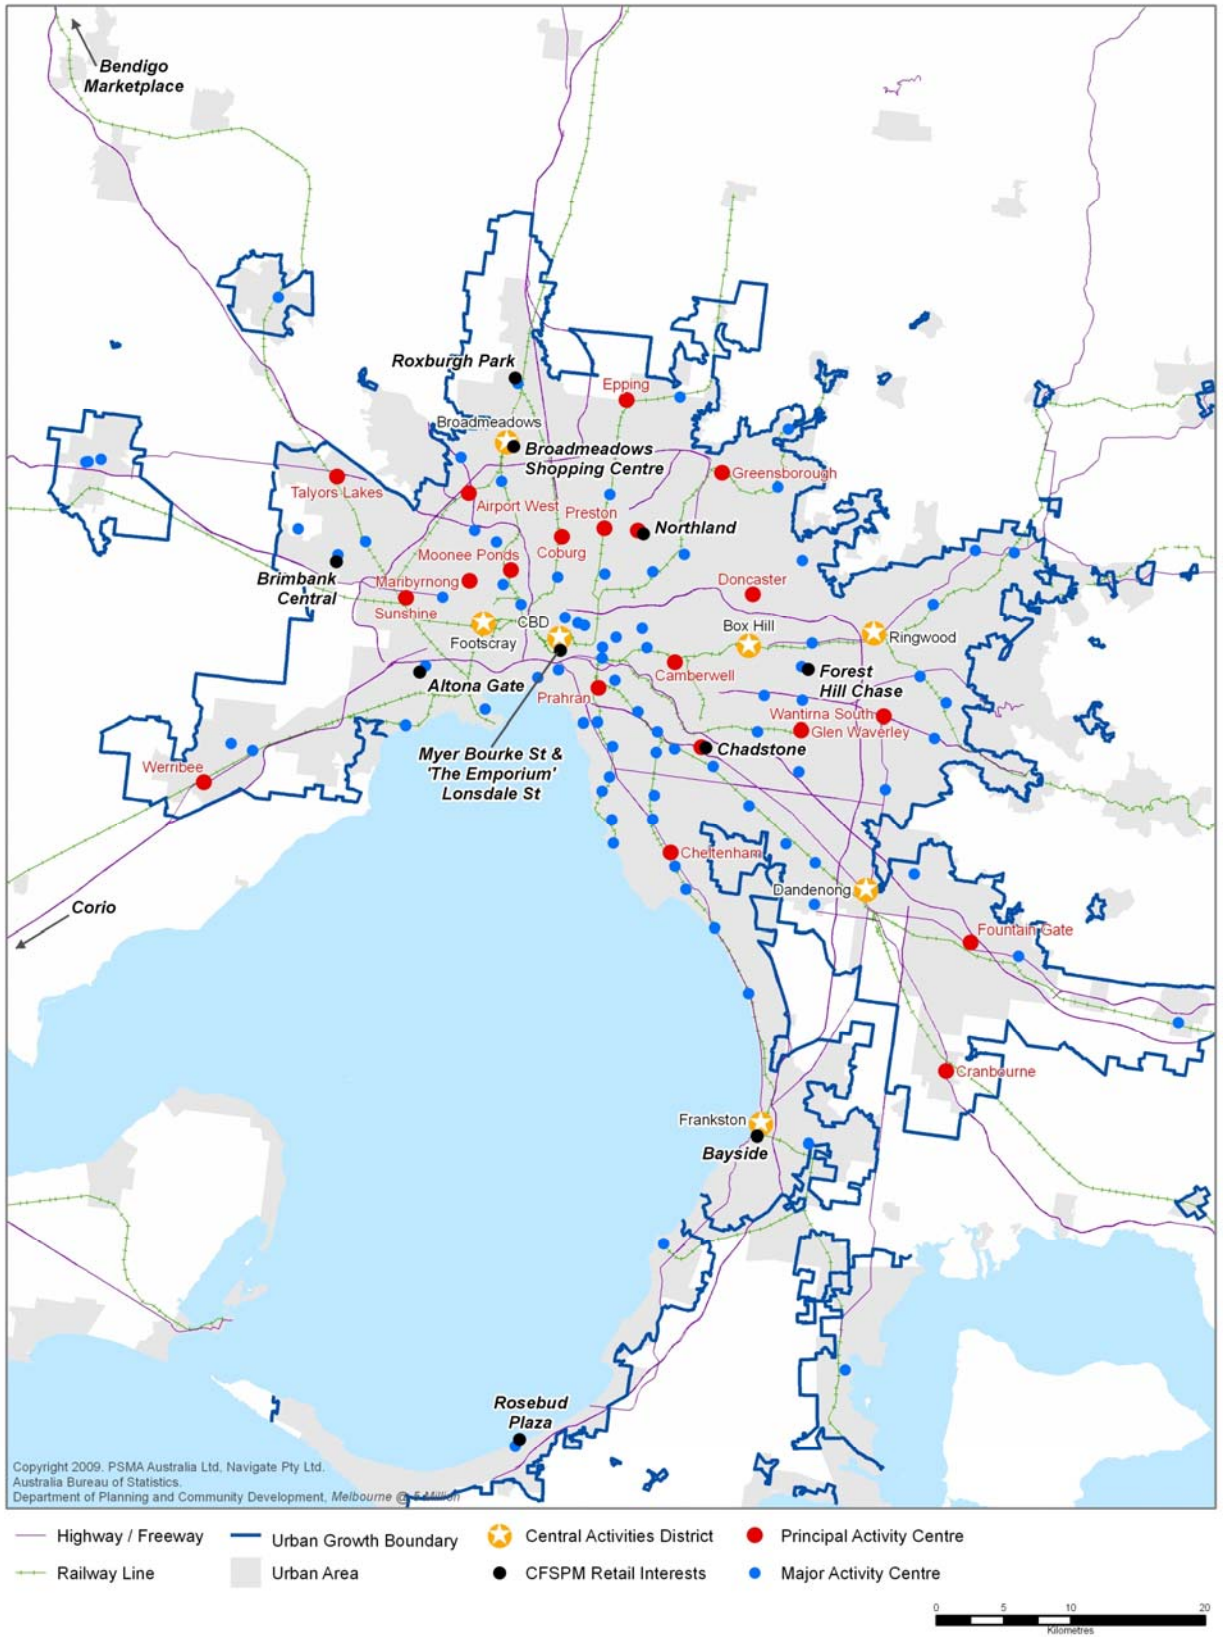 Bendigo
Marketplace
Roxburgh Park
Epping
Broadmeadows
Broadmeadows
Shopping Centre
Greensborough
Talyors Lakes
Airport West
Preston
Northland
Moonee Ponds
Coburg
Brimbank
Central
Maribyrnong
Doncaster
Sunshine
CBD
Box Hill
Footscray
Ringwood
Camberwell
Altona Gate
Forest
Hill Chase
Prahran
Wantirna South
Glen Waverley
Myer Bourke St &
'The Emporium'
Lonsdale St
Chadstone
Werribee
Cheltenham
Dandenong
Corio
Fountain Gate
Cranbourne
Frankston
Bayside
Rosebud
Plaza
Copyright 2009. PSMA Australia Ltd, Navigate Pty Ltd.
Australia Bureau of Statistics.
Department of Planning and Community Development, Melbourne @ 5 Million
Highway / Freeway
Urban Growth Boundary
Central Activities District
Principal Activity Centre
Railway Line
Urban Area
CFSPM Retail Interests
Major Activity Centre
0 5 10 20
Kilometres